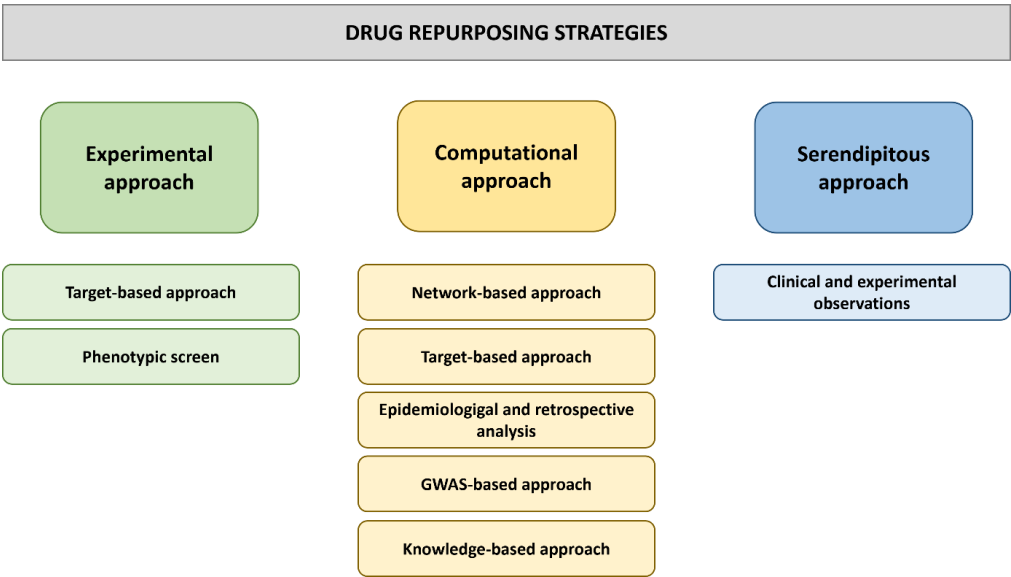 DRUG REPURPOSING STRATEGIES
Experimental
approach
Target-based approach
Phenotypic screen
Computational
approach
Network-based approach
Target-based approach
Epidemiologigal and retrospective
analysis
GWAS-based approach
Knowledge-based approach
Serendipitous
approach
Clinical and experimental
observations